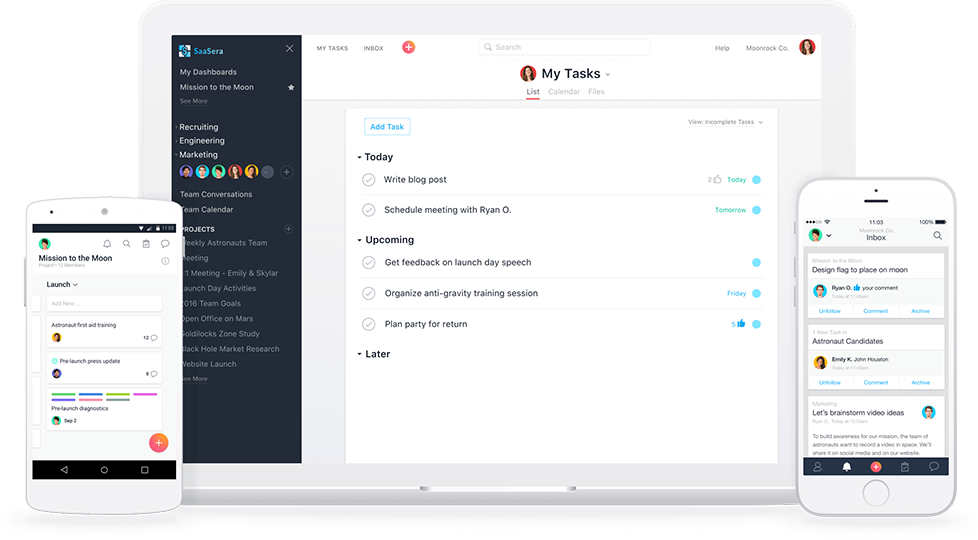 SaaSera
My Dashboards
Mission to the Moon
See More
Recruiting
Engineering
Marketing
Team Conversations
Team Calendar
PROJECTS
Weekly Astronauts Team
Meeting
1:1 Meeting - Emily & Skylar
Launch Day Activities
2016 Team Goals
Open Office on Mars
Goldilocks Zone Study
Black Hole Market Research
Website Launch
See More
MY TASKS INBOX
Search
Help Moonrock Co.
My Tasks
List Calendar Files
Add Task
View: Incomplete Tasks
Today
Write blog post 2 Today
Schedule meeting with Ryan O. Tomorrow
Upcoming
Get feedback on launch day speech
Organize anti-gravity training session Friday
Plan party for return 5
Later
11:03
Mission to the Moon
Project • 12 Members
Launch
Add New ...
Astronaut first aid training
12
Pre-launch press update
8
Pre-launch diagnostics
Sep 2
11:03 100%
Moonrock Co.
Inbox
Mission to the Moon
Design flag to place on moon
Ryan O. your comment
Today at 11:45am
Unfollow Comment Archive
1 New Task in
Astronaut Candidates
Emily K. John Houston
Today at 11:43am
Unfollow Comment Archive
Marketing
Let's brainstorm video ideas
Ryan O., Today at 10:23am
To build awareness for our mission, the team of
astronauts want to record a video in space. We'll
share it on social media and on our website.